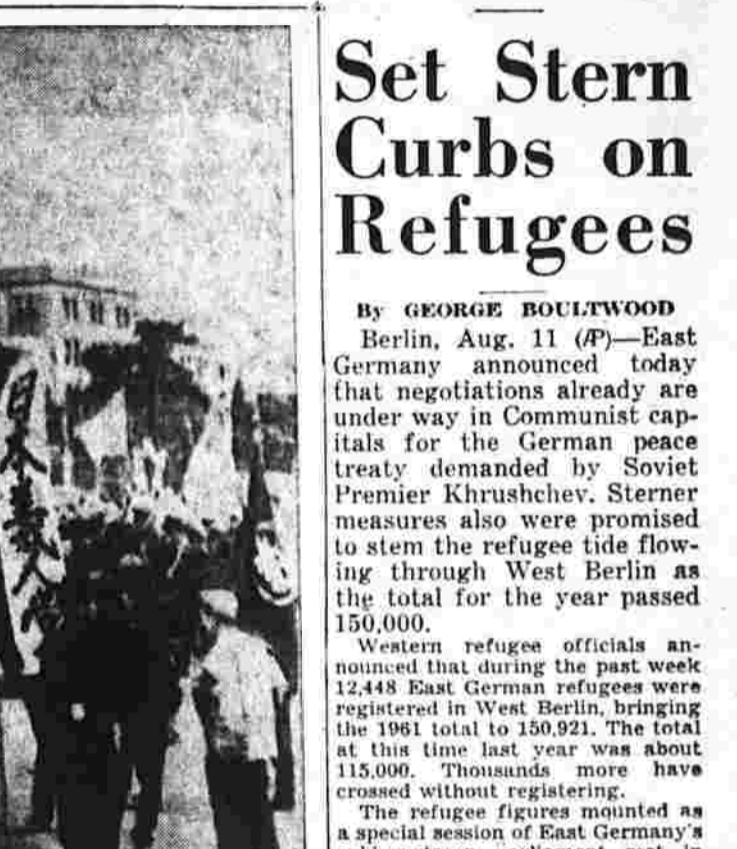 Set Stern
Curbs on
Refugees
By GEORGE BOULTWOOD
Berlin, Aug. 11 (AP)—East
Germany announced today
that negotiations already are
under way in Communist cap-
itals for the German peace
treaty demanded by Soviet
Premier Khrushchev. Sterner
measures also were promised
to stem the refugee tide flow-
ing through West Berlin as
the total for the year passed
150,000.
Western refugee officials an-
nounced that during the past week
12,448 East German refugees were
registered in West Berlin, bringing
the 1961 total to 150,921. The total
at this time last year was about
115,000. Thousands more have
crossed without registering.
The refugee figures mounted as
a special session of East Germany's
日本